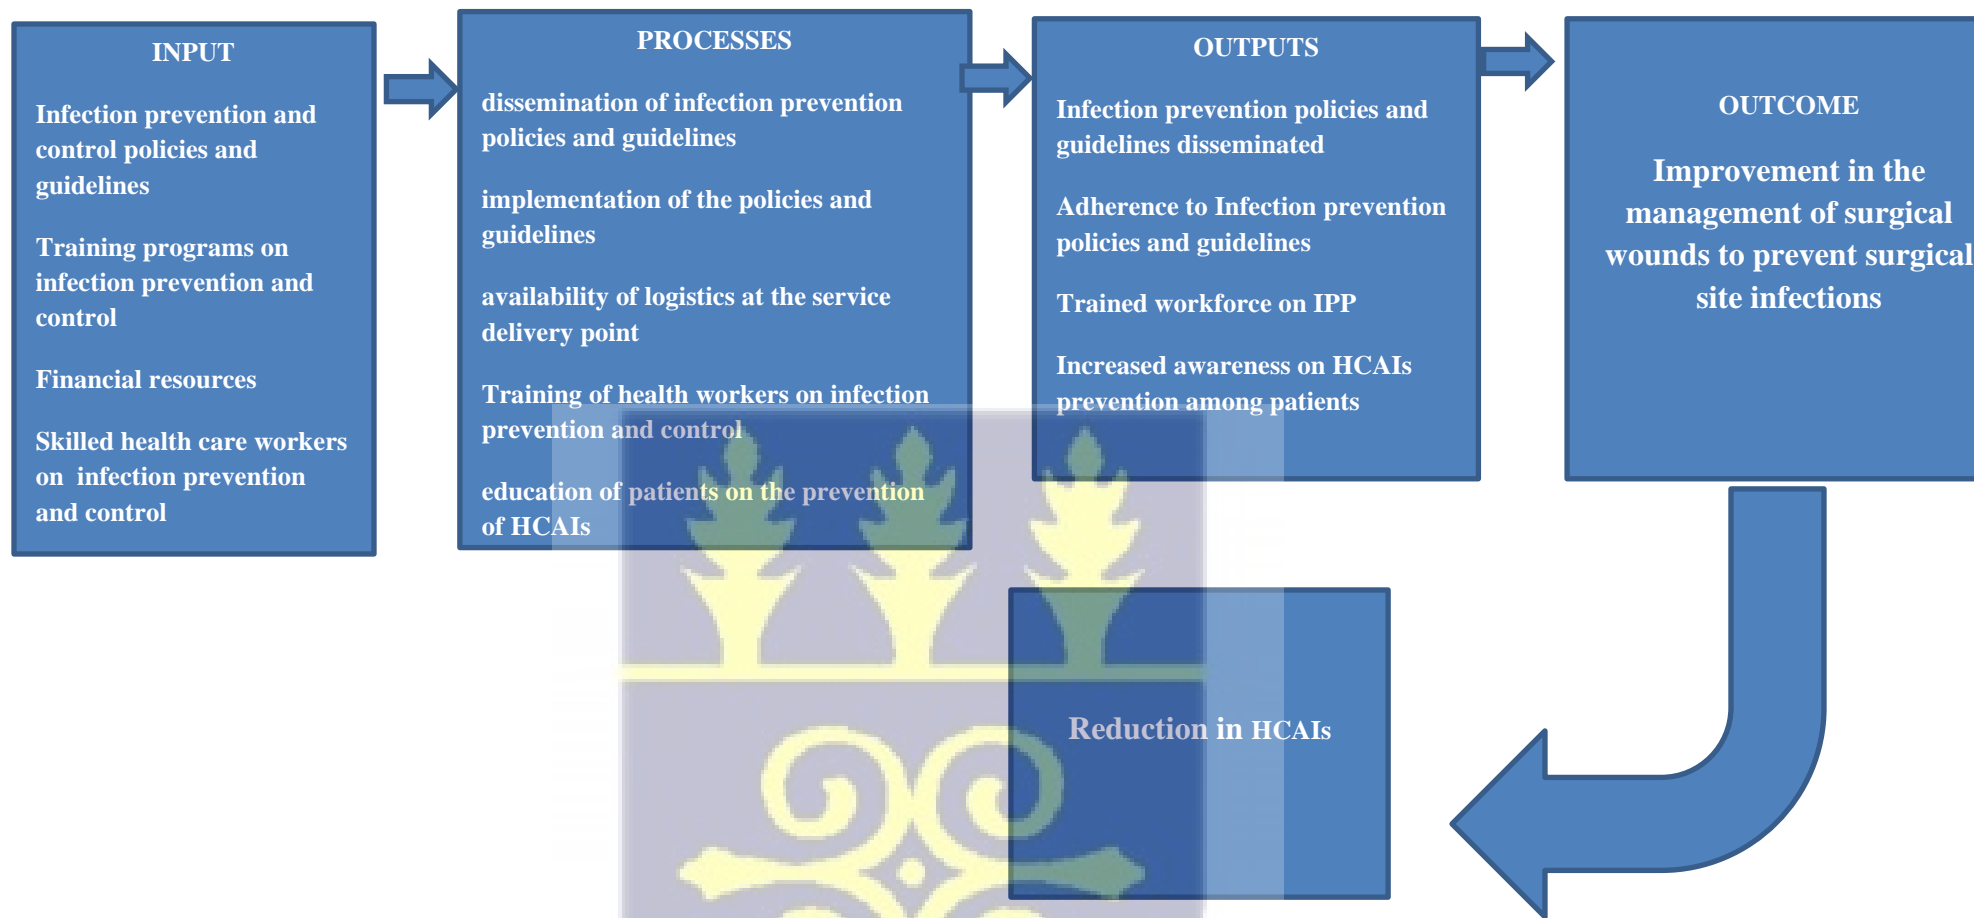 INPUT
Infection prevention and
control policies and
guidelines
Training programs on
infection prevention and
control
Financial resources
Skilled health care workers
on infection prevention
and control
PROCESSES
dissemination of infection prevention
policies and guidelines
implementation of the policies and
guidelines
availability of logistics at the service
delivery point
Training of health workers on infection
prevention and control
education of patients on the prevention
of HCAIs
OUTPUTS
Infection prevention policies and
guidelines disseminated
Adherence to Infection prevention
policies and guidelines
Trained workforce on IPP
Increased awareness on HCAIs
prevention among patients
OUTCOME
Improvement in the
management of surgical
wounds to prevent surgical
site infections
Reduction in HCAIs